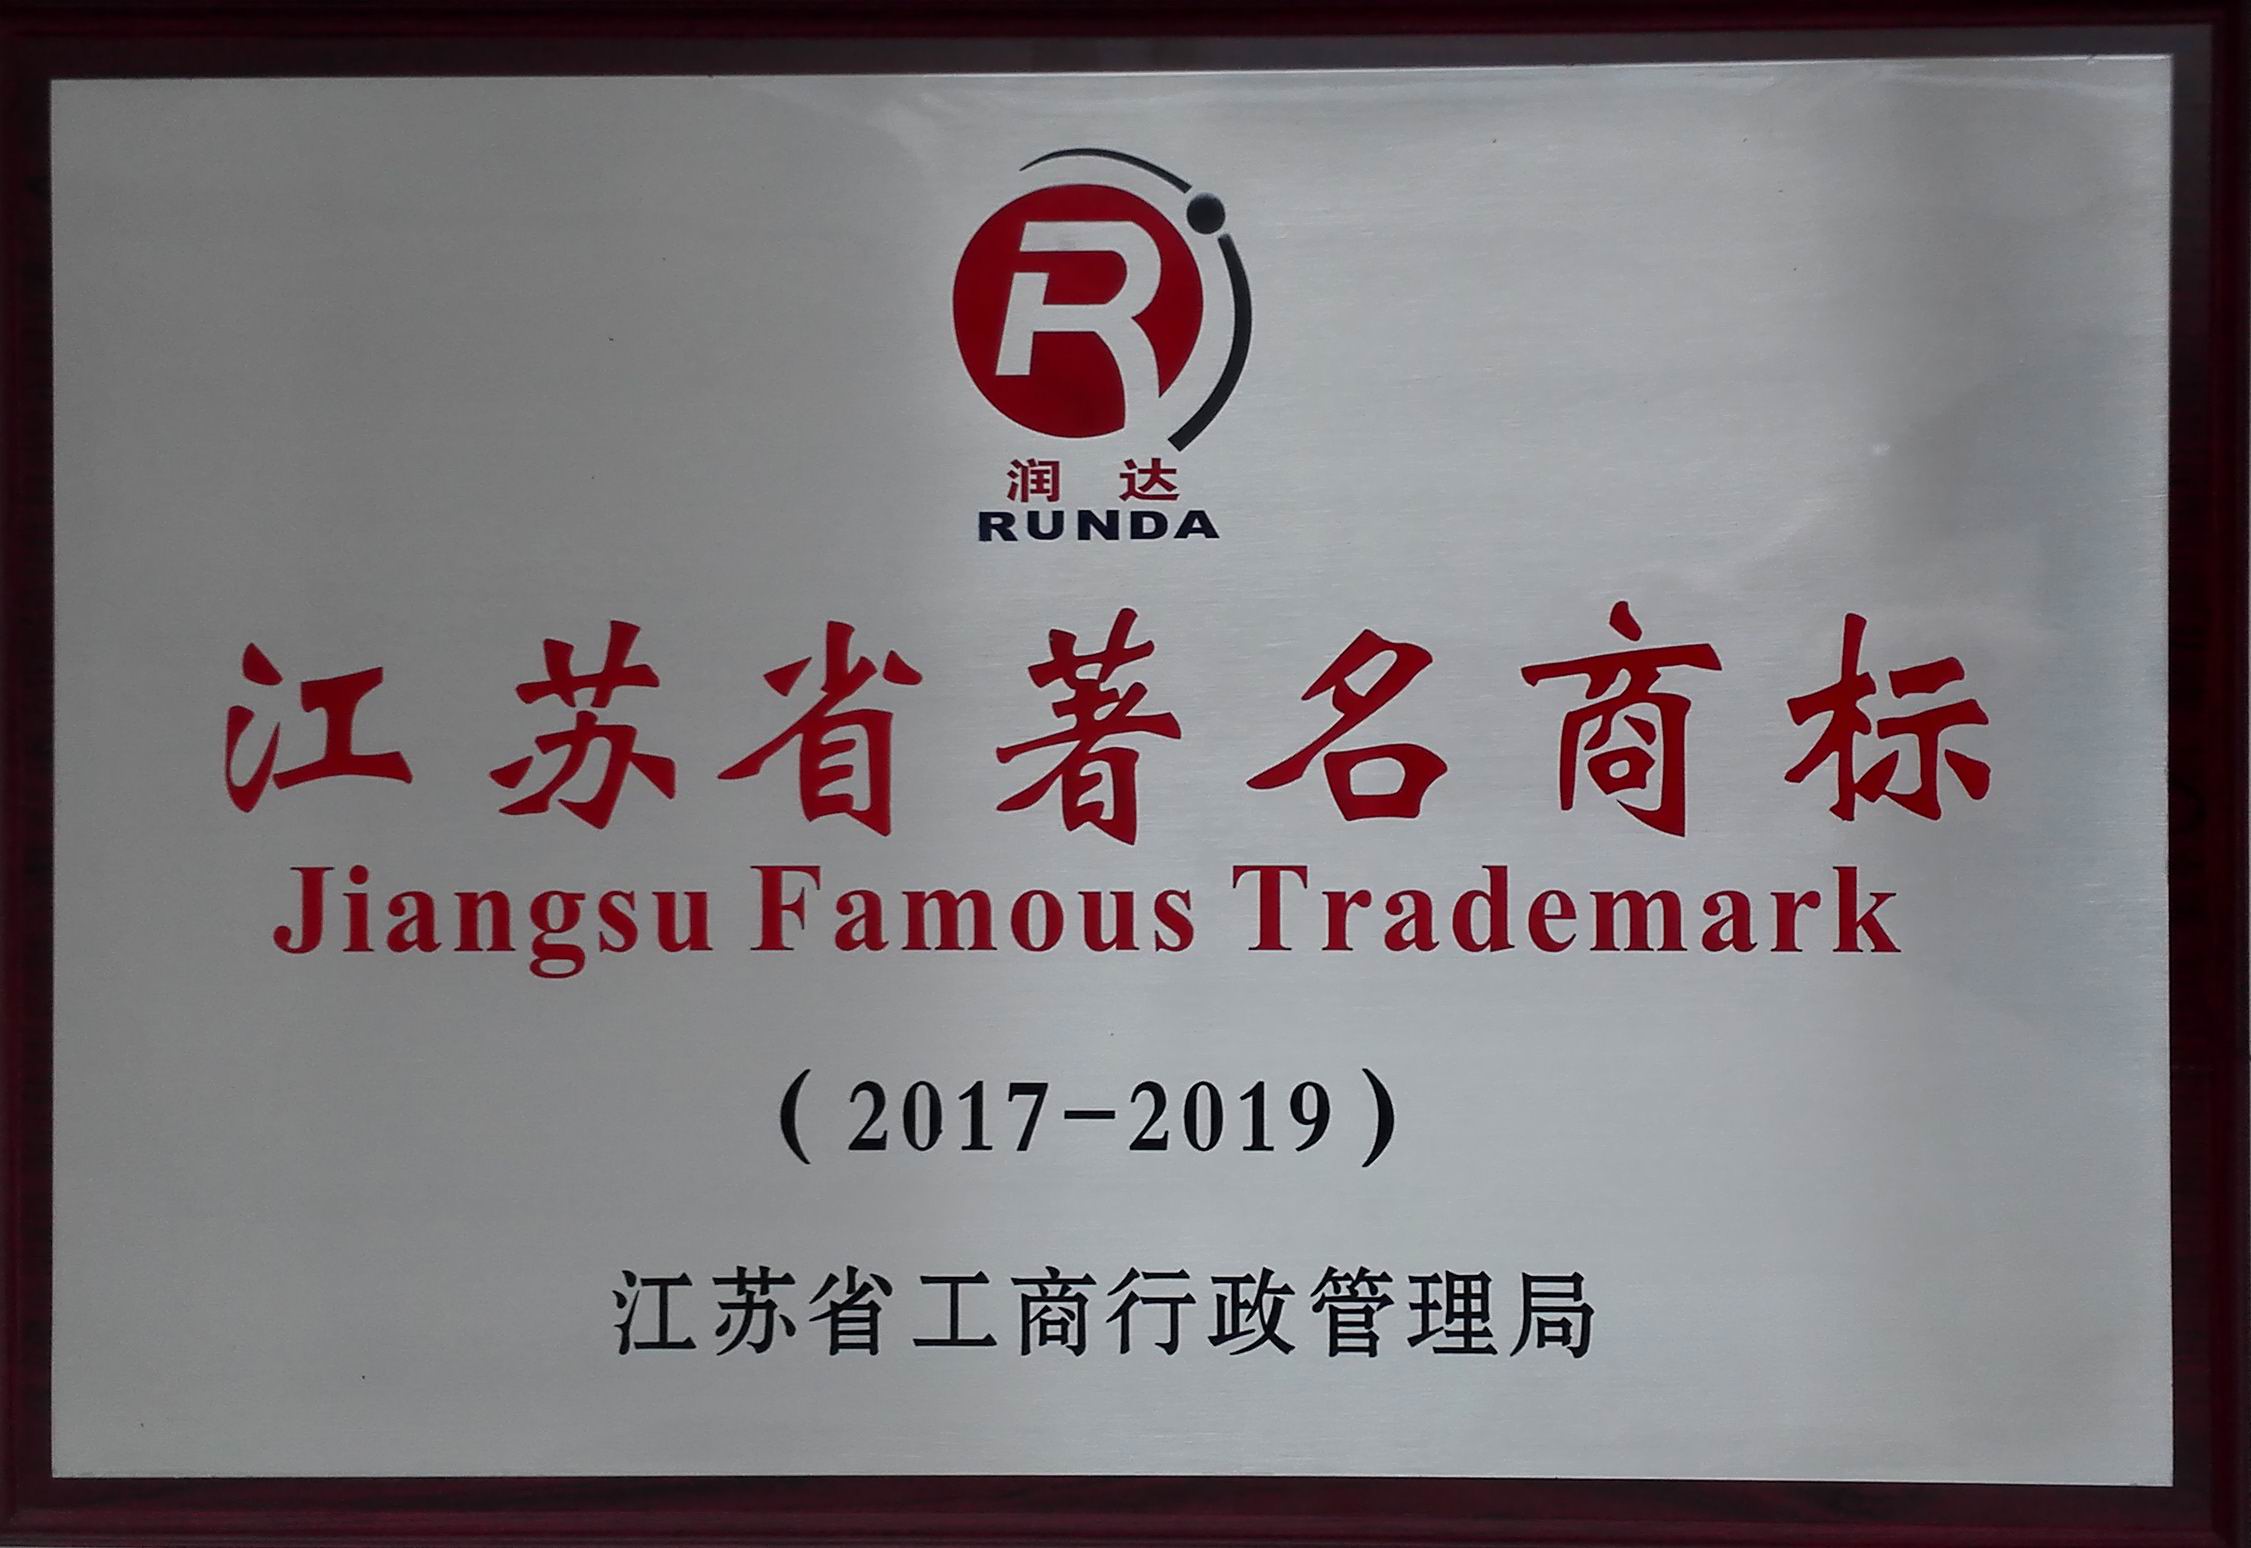 润达
RUNDA
江苏省著名商标
Jiangsu Famous Trademark
(2017-2019)
江苏省工商行政管理局